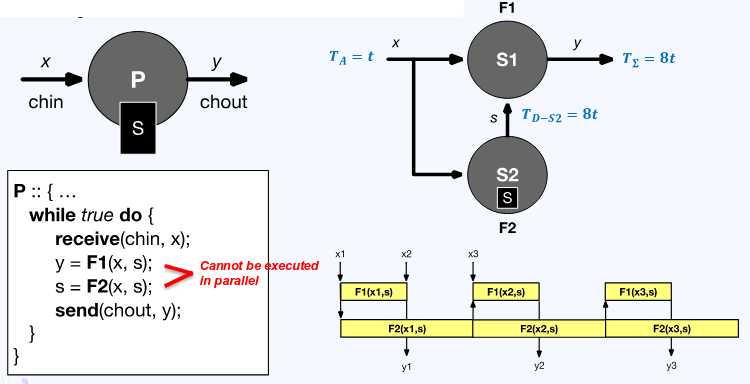 x
y
P
chin
chout
S
P :: { …
while true do {
receive(chin, x);
y = F1(x, s);
s = F2(x, s);
send(chout, y);
}
}
Cannot be executed
in parallel
F1
T_A = t
x
S1
y
T_Σ = 8t
s
T_{D−S2} = 8t
S2
S
F2
x1 x2 x3
F1(x1,s) F1(x2,s) F1(x3,s)
F2(x1,s) F2(x2,s) F2(x3,s)
y1 y2 y3